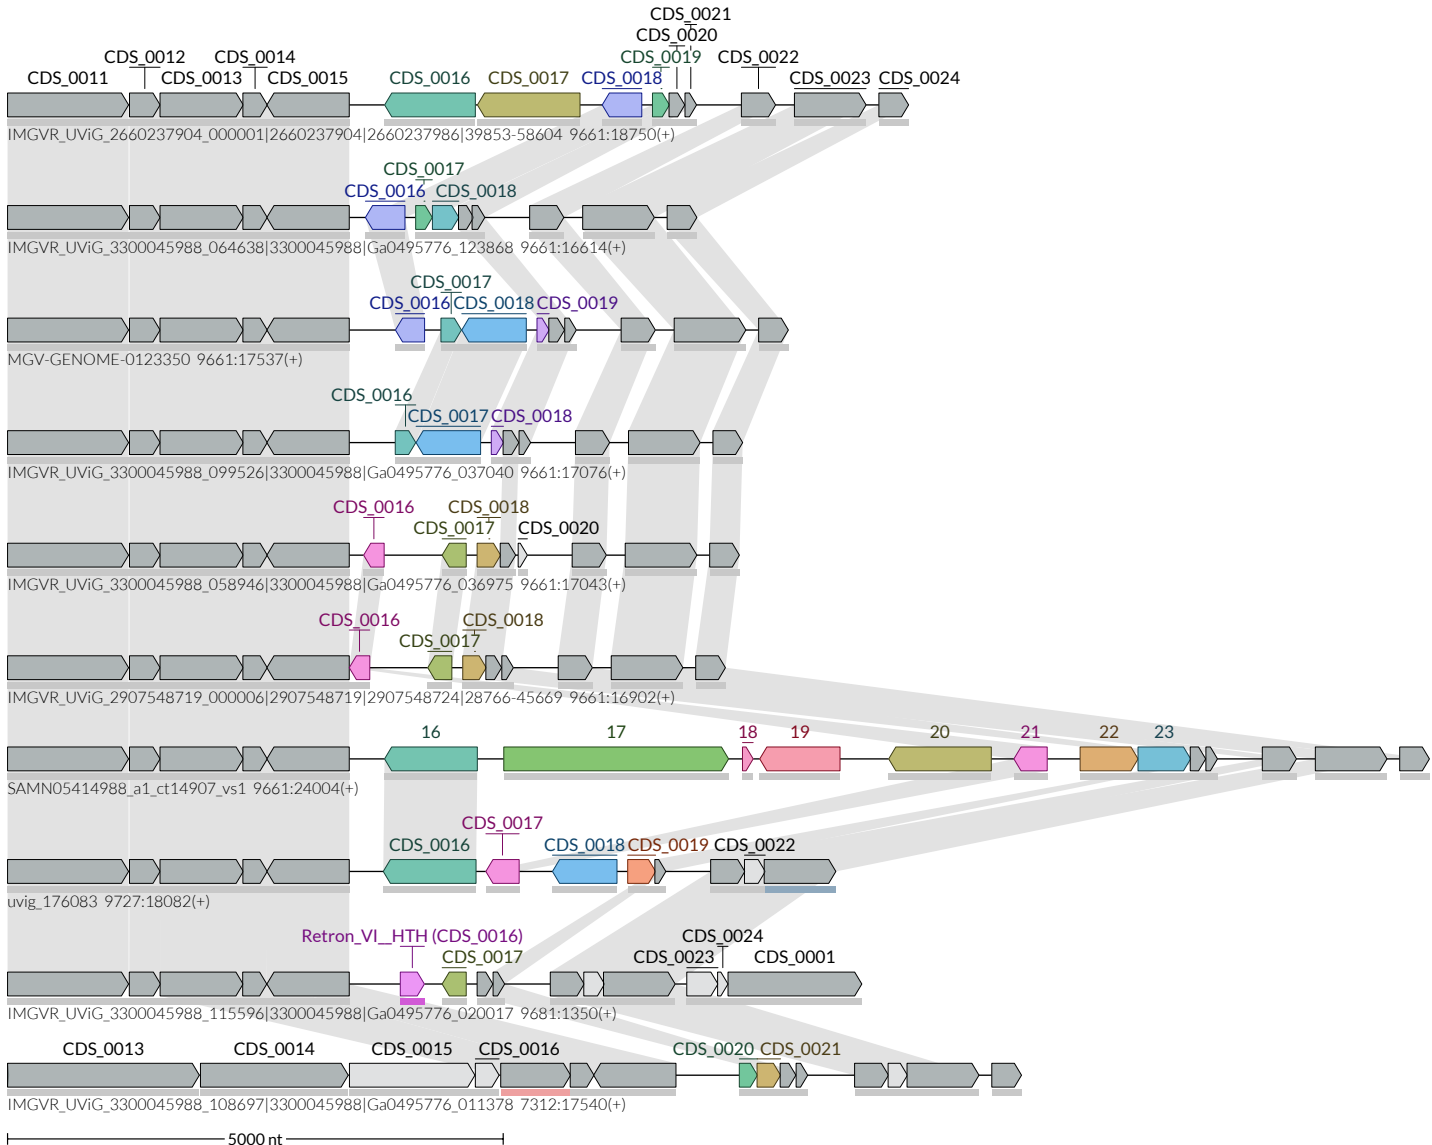 CDS_0021
CDS_0020
CDS_0012 CDS_0014 CDS_0019 CDS_0022
CDS_0011 CDS_0013 CDS_0015 CDS_0016 CDS_0017 CDS_0018 CDS_0023 CDS_0024
IMGVR_UViG_2660237904_000001|2660237904|2660237986|39853-58604 9661:18750(+)
CDS_0017
CDS_0016 CDS_0018
IMGVR_UViG_3300045988_064638|3300045988|Ga0495776_123868 9661:16614(+)
CDS_0017
CDS_0016 CDS_0018 CDS_0019
MGV-GENOME-0123350 9661:17537(+)
CDS_0016
CDS_0017 CDS_0018
IMGVR_UViG_3300045988_099526|3300045988|Ga0495776_037040 9661:17076(+)
CDS_0016 CDS_0018
CDS_0017 CDS_0020
IMGVR_UViG_3300045988_058946|3300045988|Ga0495776_036975 9661:17043(+)
CDS_0016 CDS_0018
CDS_0017
IMGVR_UViG_2907548719_000006|2907548719|2907548724|28766-45669 9661:16902(+)
16 17 18 19 20 21 22 23
SAMN05414988_a1_ct14907_vs1 9661:24004(+)
CDS_0017
CDS_0016 CDS_0018 CDS_0019 CDS_0022
uvig_176083 9727:18082(+)
Retron_VI__HTH (CDS_0016) CDS_0024
CDS_0017 CDS_0023 CDS_0001
IMGVR_UViG_3300045988_115596|3300045988|Ga0495776_020017 9681:1350(+)
CDS_0013 CDS_0014 CDS_0015 CDS_0016 CDS_0020 CDS_0021
IMGVR_UViG_3300045988_108697|3300045988|Ga0495776_011378 7312:17540(+)
5000 nt